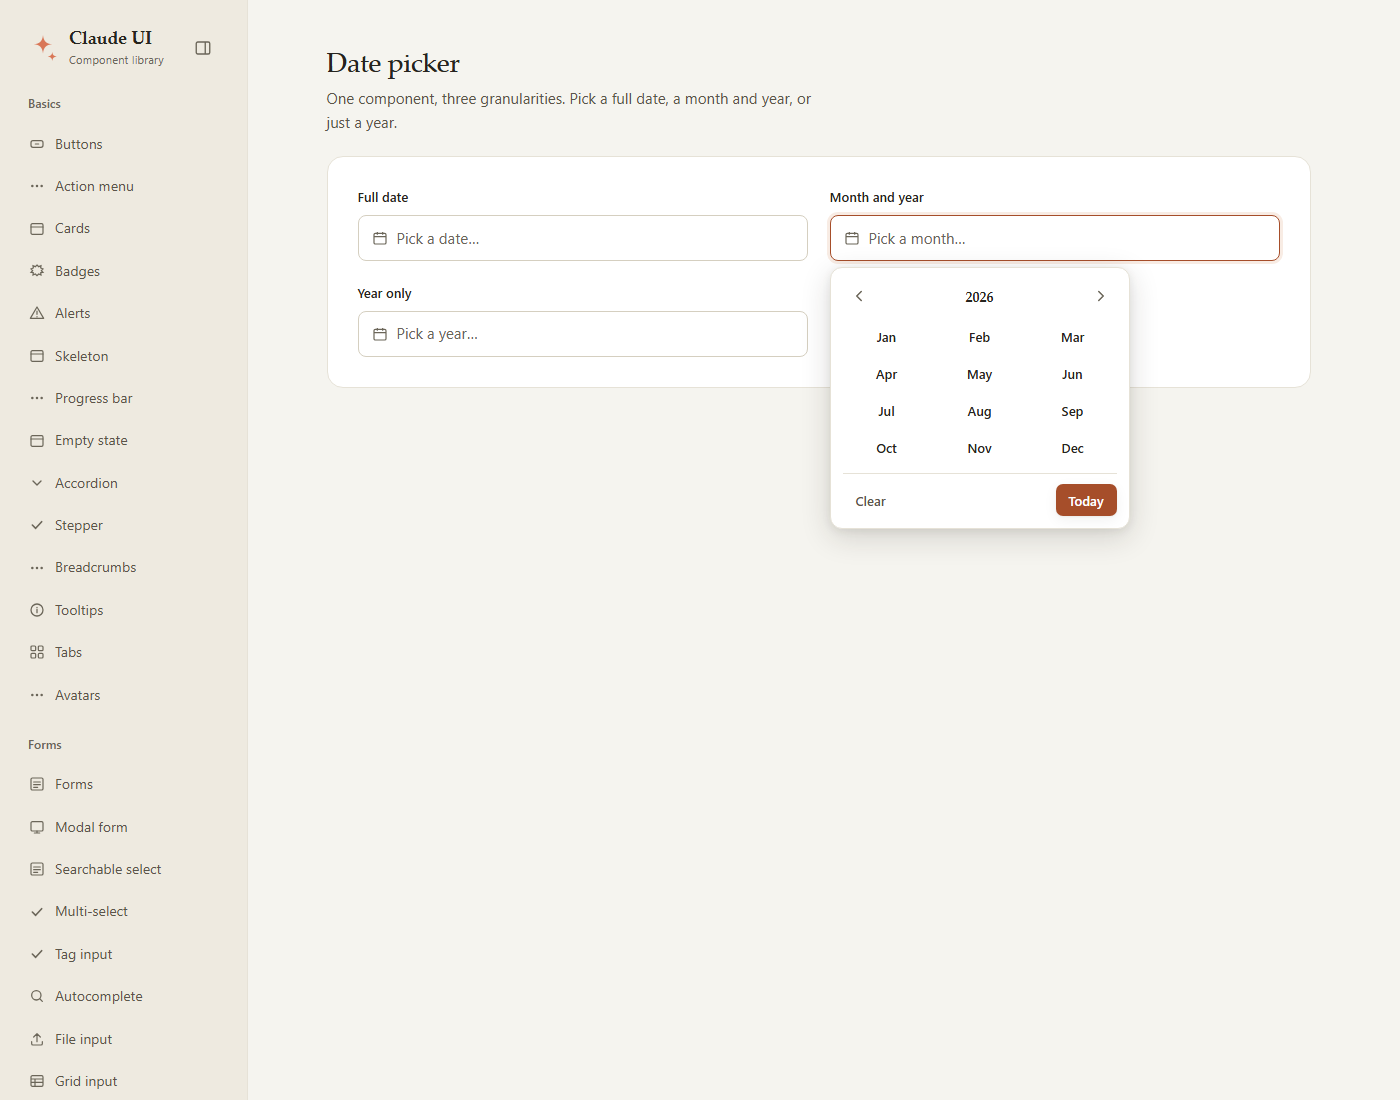 Claude UI
Component library
Basics
Buttons
Action menu
Cards
Badges
Alerts
Skeleton
Progress bar
Empty state
Accordion
Stepper
Breadcrumbs
Tooltips
Tabs
Avatars
Forms
Forms
Modal form
Searchable select
Multi-select
Tag input
Autocomplete
File input
Grid input
Date picker
One component, three granularities. Pick a full date, a month and year, or
just a year.
Full date
Pick a date...
Month and year
Pick a month...
Year only
Pick a year...
2026
Jan Feb Mar
Apr May Jun
Jul Aug Sep
Oct Nov Dec
Clear Today